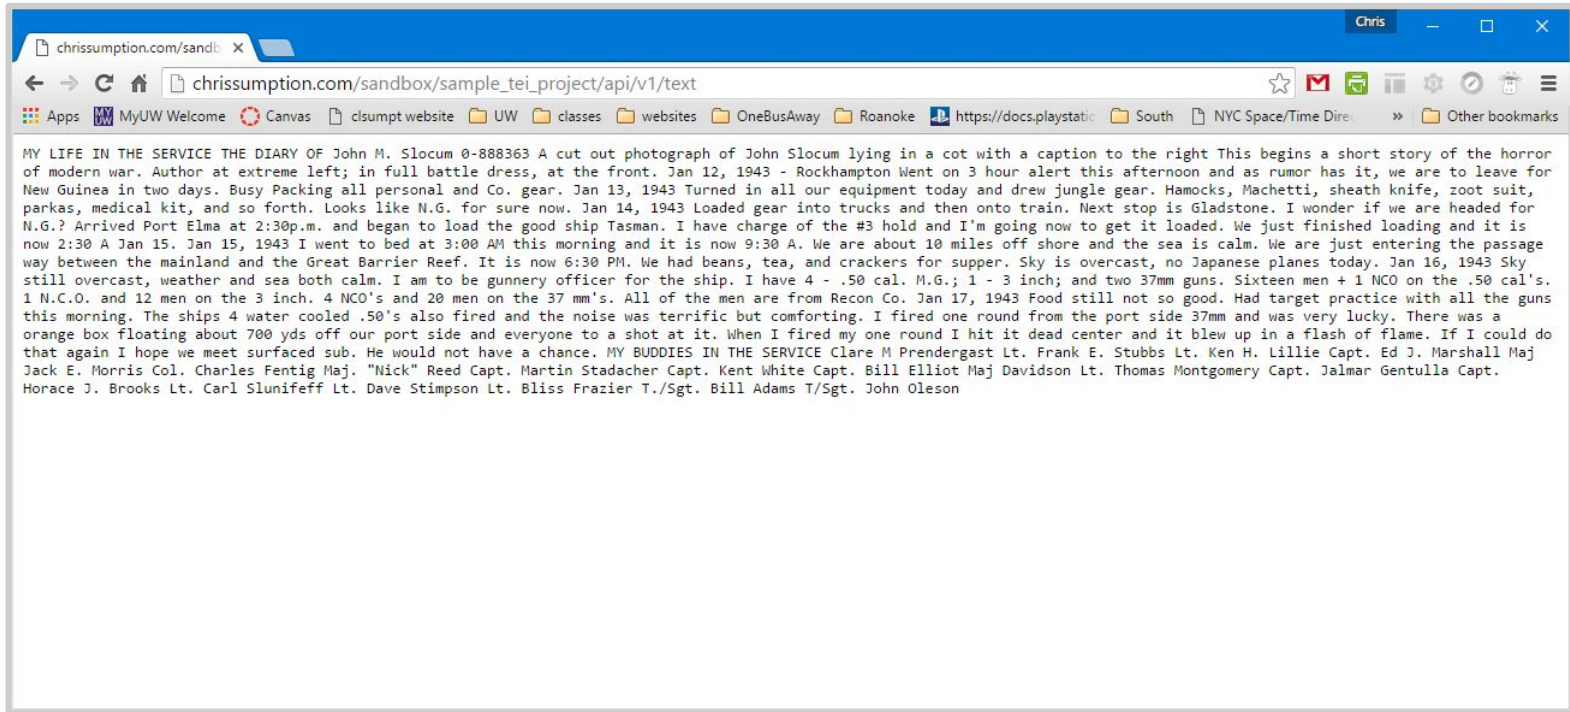 Chris
chrissumption.com/sandb
chrissumption.com/sandbox/sample_tei_project/api/v1/text
Apps MyUW Welcome Canvas clsumpt website UW classes websites OneBusAway Roanoke https://docs.playstatic South NYC Space/Time Dire » Other bookmarks
MY LIFE IN THE SERVICE THE DIARY OF John M. Slocum 0-888363 A cut out photograph of John Slocum lying in a cot with a caption to the right This begins a short story of the horror
of modern war. Author at extreme left; in full battle dress, at the front. Jan 12, 1943 - Rockhampton Went on 3 hour alert this afternoon and as rumor has it, we are to leave for
New Guinea in two days. Busy Packing all personal and Co. gear. Jan 13, 1943 Turned in all our equipment today and drew jungle gear. Hamocks, Machetti, sheath knife, zoot suit,
parkas, medical kit, and so forth. Looks like N.G. for sure now. Jan 14, 1943 Loaded gear into trucks and then onto train. Next stop is Gladstone. I wonder if we are headed for
N.G.? Arrived Port Elma at 2:30p.m. and began to load the good ship Tasman. I have charge of the #3 hold and I'm going now to get it loaded. We just finished loading and it is
now 2:30 A Jan 15. Jan 15, 1943 I went to bed at 3:00 AM this morning and it is now 9:30 A. We are about 10 miles off shore and the sea is calm. We are just entering the passage
way between the mainland and the Great Barrier Reef. It is now 6:30 PM. We had beans, tea, and crackers for supper. Sky is overcast, no Japanese planes today. Jan 16, 1943 Sky
still overcast, weather and sea both calm. I am to be gunnery officer for the ship. I have 4 - .50 cal. M.G.; 1 - 3 inch; and two 37mm guns. Sixteen men + 1 NCO on the .50 cal's.
1 N.C.O. and 12 men on the 3 inch. 4 NCO's and 20 men on the 37 mm's. All of the men are from Recon Co. Jan 17, 1943 Food still not so good. Had target practice with all the guns
this morning. The ships 4 water cooled .50's also fired and the noise was terrific but comforting. I fired one round from the port side 37mm and was very lucky. There was a
orange box floating about 700 yds off our port side and everyone to a shot at it. When I fired my one round I hit it dead center and it blew up in a flash of flame. If I could do
that again I hope we meet surfaced sub. He would not have a chance. MY BUDDIES IN THE SERVICE Clare M Prendergast Lt. Frank E. Stubbs Lt. Ken H. Lillie Capt. Ed J. Marshall Maj
Jack E. Morris Col. Charles Fentig Maj. "Nick" Reed Capt. Martin Stadacher Capt. Kent White Capt. Bill Elliot Maj Davidson Lt. Thomas Montgomery Capt. Jalmar Gentulla Capt.
Horace J. Brooks Lt. Carl Slunifeff Lt. Dave Stimpson Lt. Bliss Frazier T./Sgt. Bill Adams T/Sgt. John Oleson